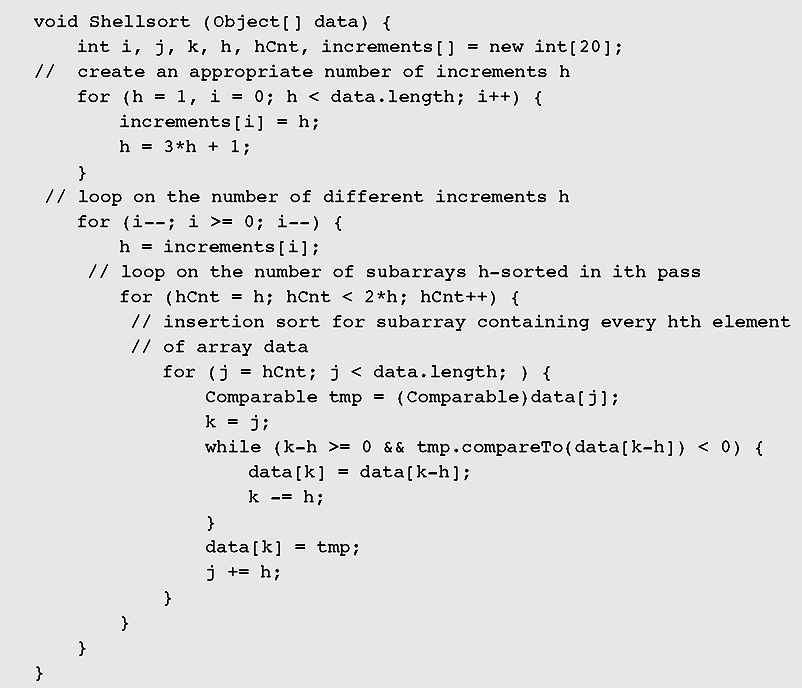 void Shellsort (Object[] data) {
    int i, j, k, h, hCnt, increments[] = new int[20];
//  create an appropriate number of increments h
    for (h = 1, i = 0; h < data.length; i++) {
        increments[i] = h;
        h = 3*h + 1;
    }
 // loop on the number of different increments h
    for (i--; i >= 0; i--) {
        h = increments[i];
     // loop on the number of subarrays h-sorted in ith pass
        for (hCnt = h; hCnt < 2*h; hCnt++) {
         // insertion sort for subarray containing every hth element
         // of array data
            for (j = hCnt; j < data.length; ) {
                Comparable tmp = (Comparable)data[j];
                k = j;
                while (k-h >= 0 && tmp.compareTo(data[k-h]) < 0) {
                    data[k] = data[k-h];
                    k -= h;
                }
                data[k] = tmp;
                j += h;
            }
        }
    }
}